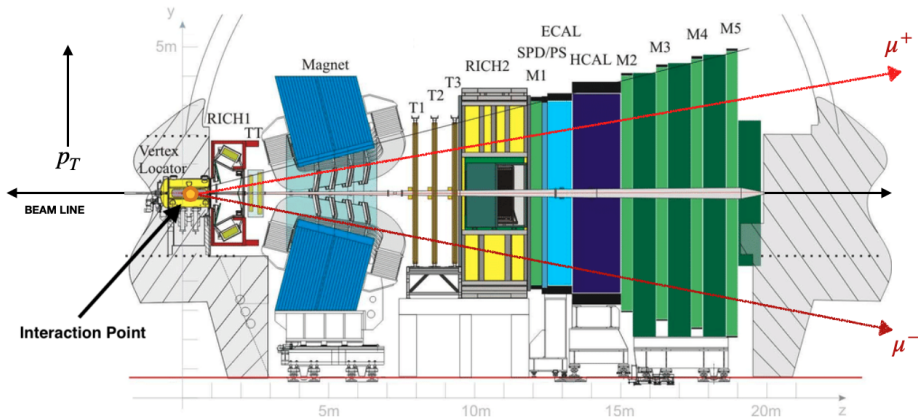 y
5m
p_T
Vertex
Locator
RICH1
TT
Magnet
T1
T2
T3
RICH2
ECAL
SPD/PS
M1
HCAL
M2
M3
M4
M5
μ⁺
BEAM LINE
Interaction Point
μ⁻
5m
10m
15m
20m
z